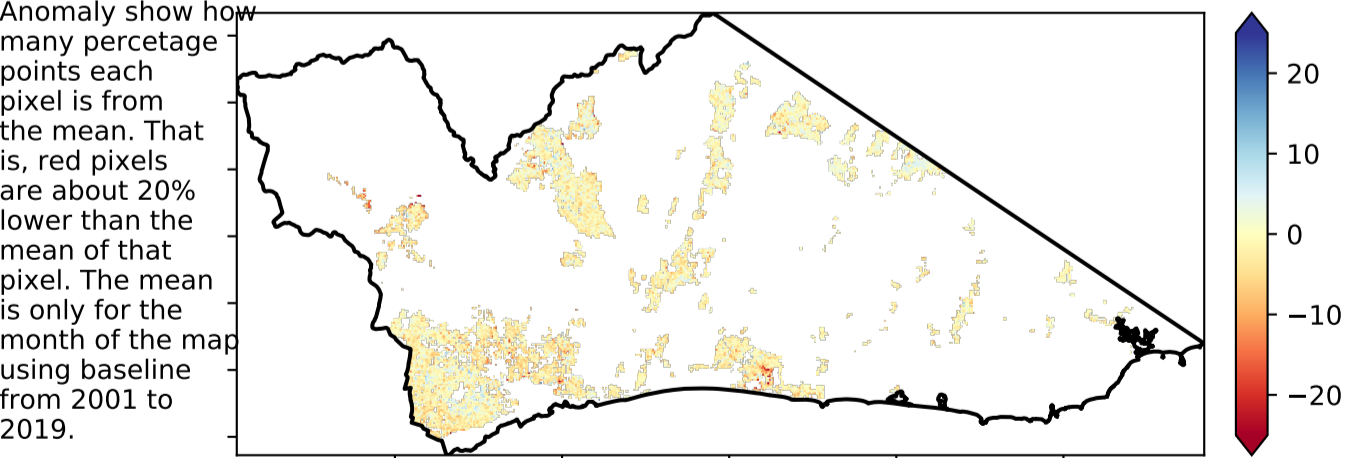 Anomaly show how
many percetage
points each
pixel is from
the mean. That
is, red pixels
are about 20%
lower than the
mean of that
pixel. The mean
is only for the
month of the map
using baseline
from 2001 to
2019.
20
10
0
−10
−20